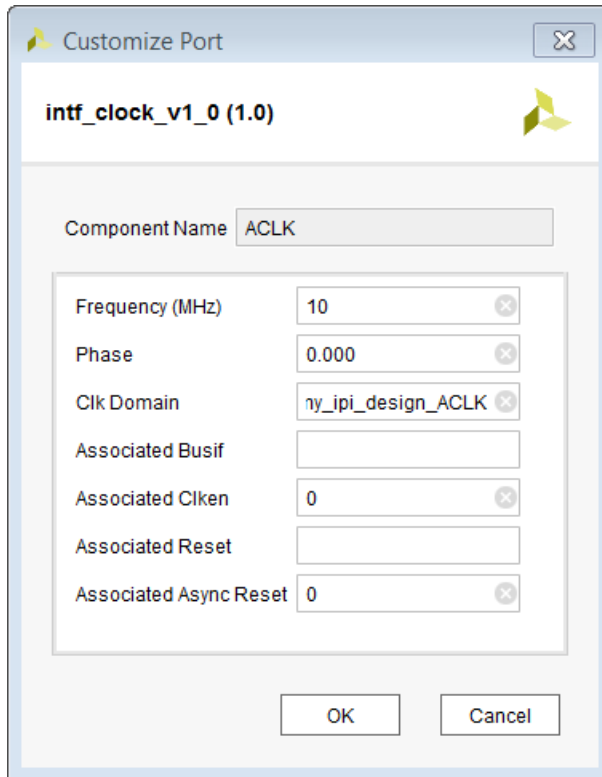 Customize Port
intf_clock_v1_0 (1.0)
Component Name ACLK
Frequency (MHz) 10
Phase 0.000
Clk Domain ny_ipi_design_ACLK
Associated Busif
Associated Clken 0
Associated Reset
Associated Async Reset 0
OK Cancel